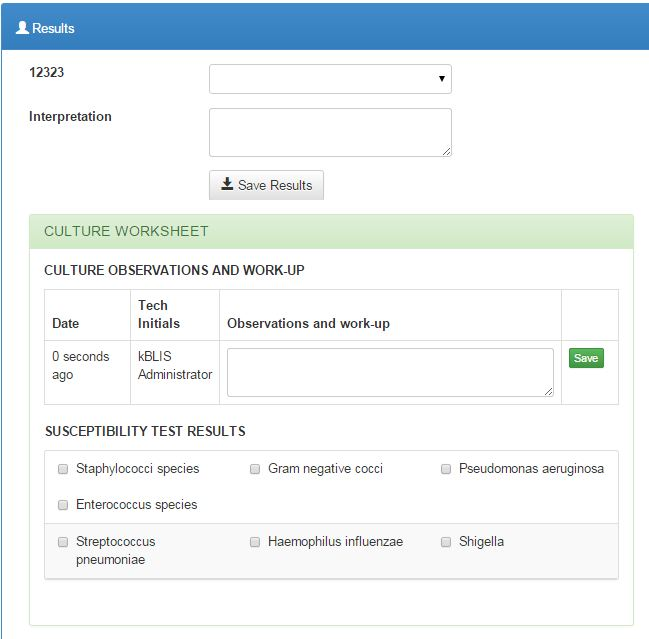 Results
12323
Interpretation
Save Results
CULTURE WORKSHEET
CULTURE OBSERVATIONS AND WORK-UP
Date
Tech
Initials
Observations and work-up
0 seconds
ago
kBLIS
Administrator
Save
SUSCEPTIBILITY TEST RESULTS
Staphylococci species
Gram negative cocci
Pseudomonas aeruginosa
Enterococcus species
Streptococcus
pneumoniae
Haemophilus influenzae
Shigella